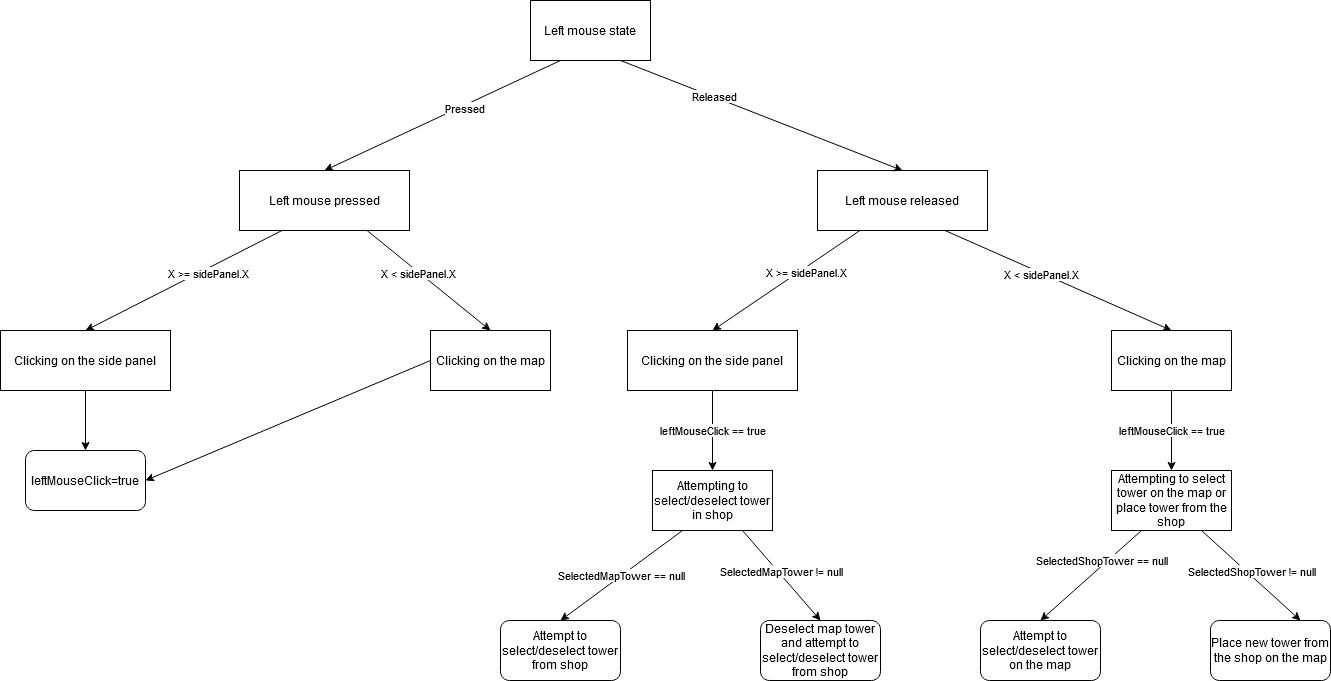 Left mouse state
Pressed
Released
Left mouse pressed
Left mouse released
X >= sidePanel.X
X < sidePanel.X
X >= sidePanel.X
X < sidePanel.X
Clicking on the side panel
Clicking on the map
Clicking on the side panel
Clicking on the map
leftMouseClick == true
leftMouseClick == true
leftMouseClick=true
Attempting to
select/deselect tower
in shop
Attempting to select
tower on the map or
place tower from the
shop
SelectedMapTower == null
SelectedMapTower != null
SelectedShopTower == null
SelectedShopTower != null
Attempt to
select/deselect tower
from shop
Deselect map tower
and attempt to
select/deselect tower
from shop
Attempt to
select/deselect tower
on the map
Place new tower from
the shop on the map